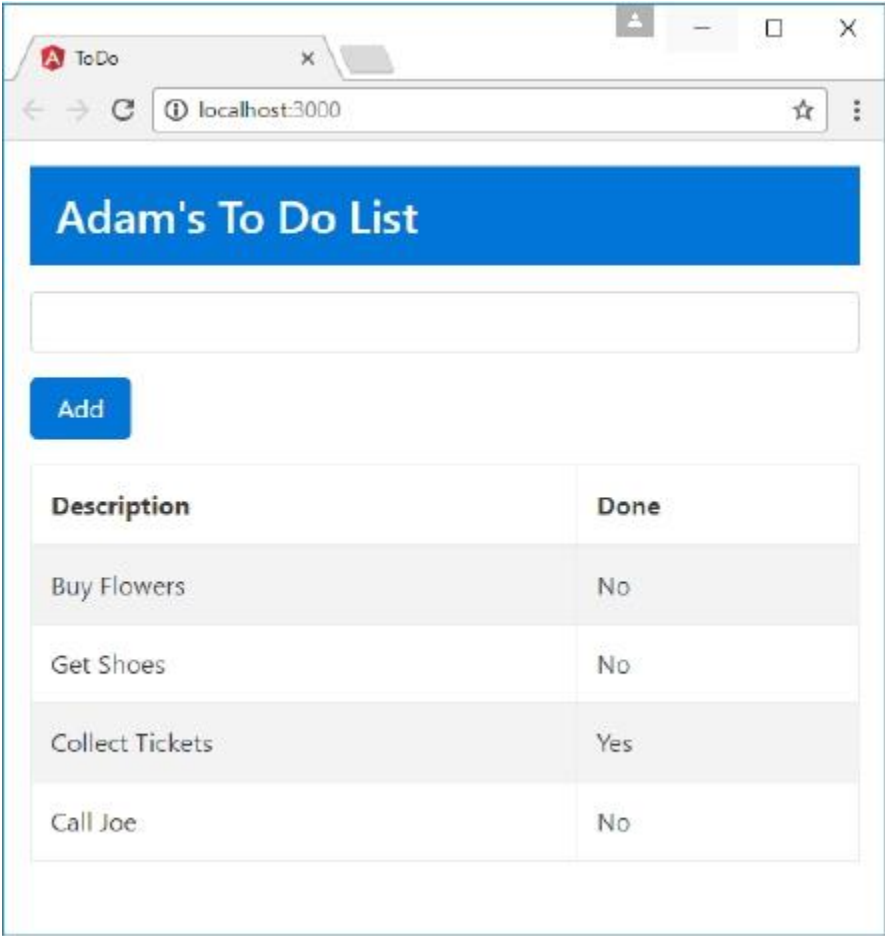 ToDo
localhost:3000
Adam's To Do List
Add
Description Done
Buy Flowers No
Get Shoes No
Collect Tickets Yes
Call Joe No